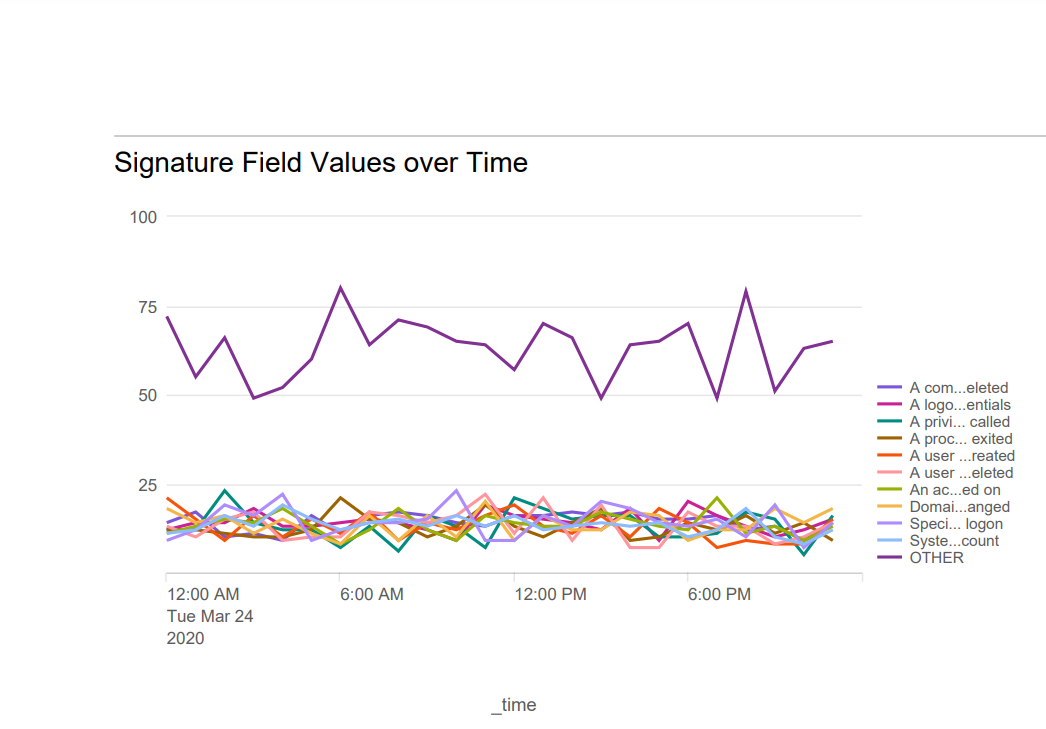 Signature Field Values over Time
100
75
50
25
12:00 AM
Tue Mar 24
2020
6:00 AM
12:00 PM
6:00 PM
_time
A com...eleted
A logo...entials
A privi... called
A proc... exited
A user ...reated
A user ...eleted
An ac...ed on
Domai...anged
Speci... logon
Syste...count
OTHER